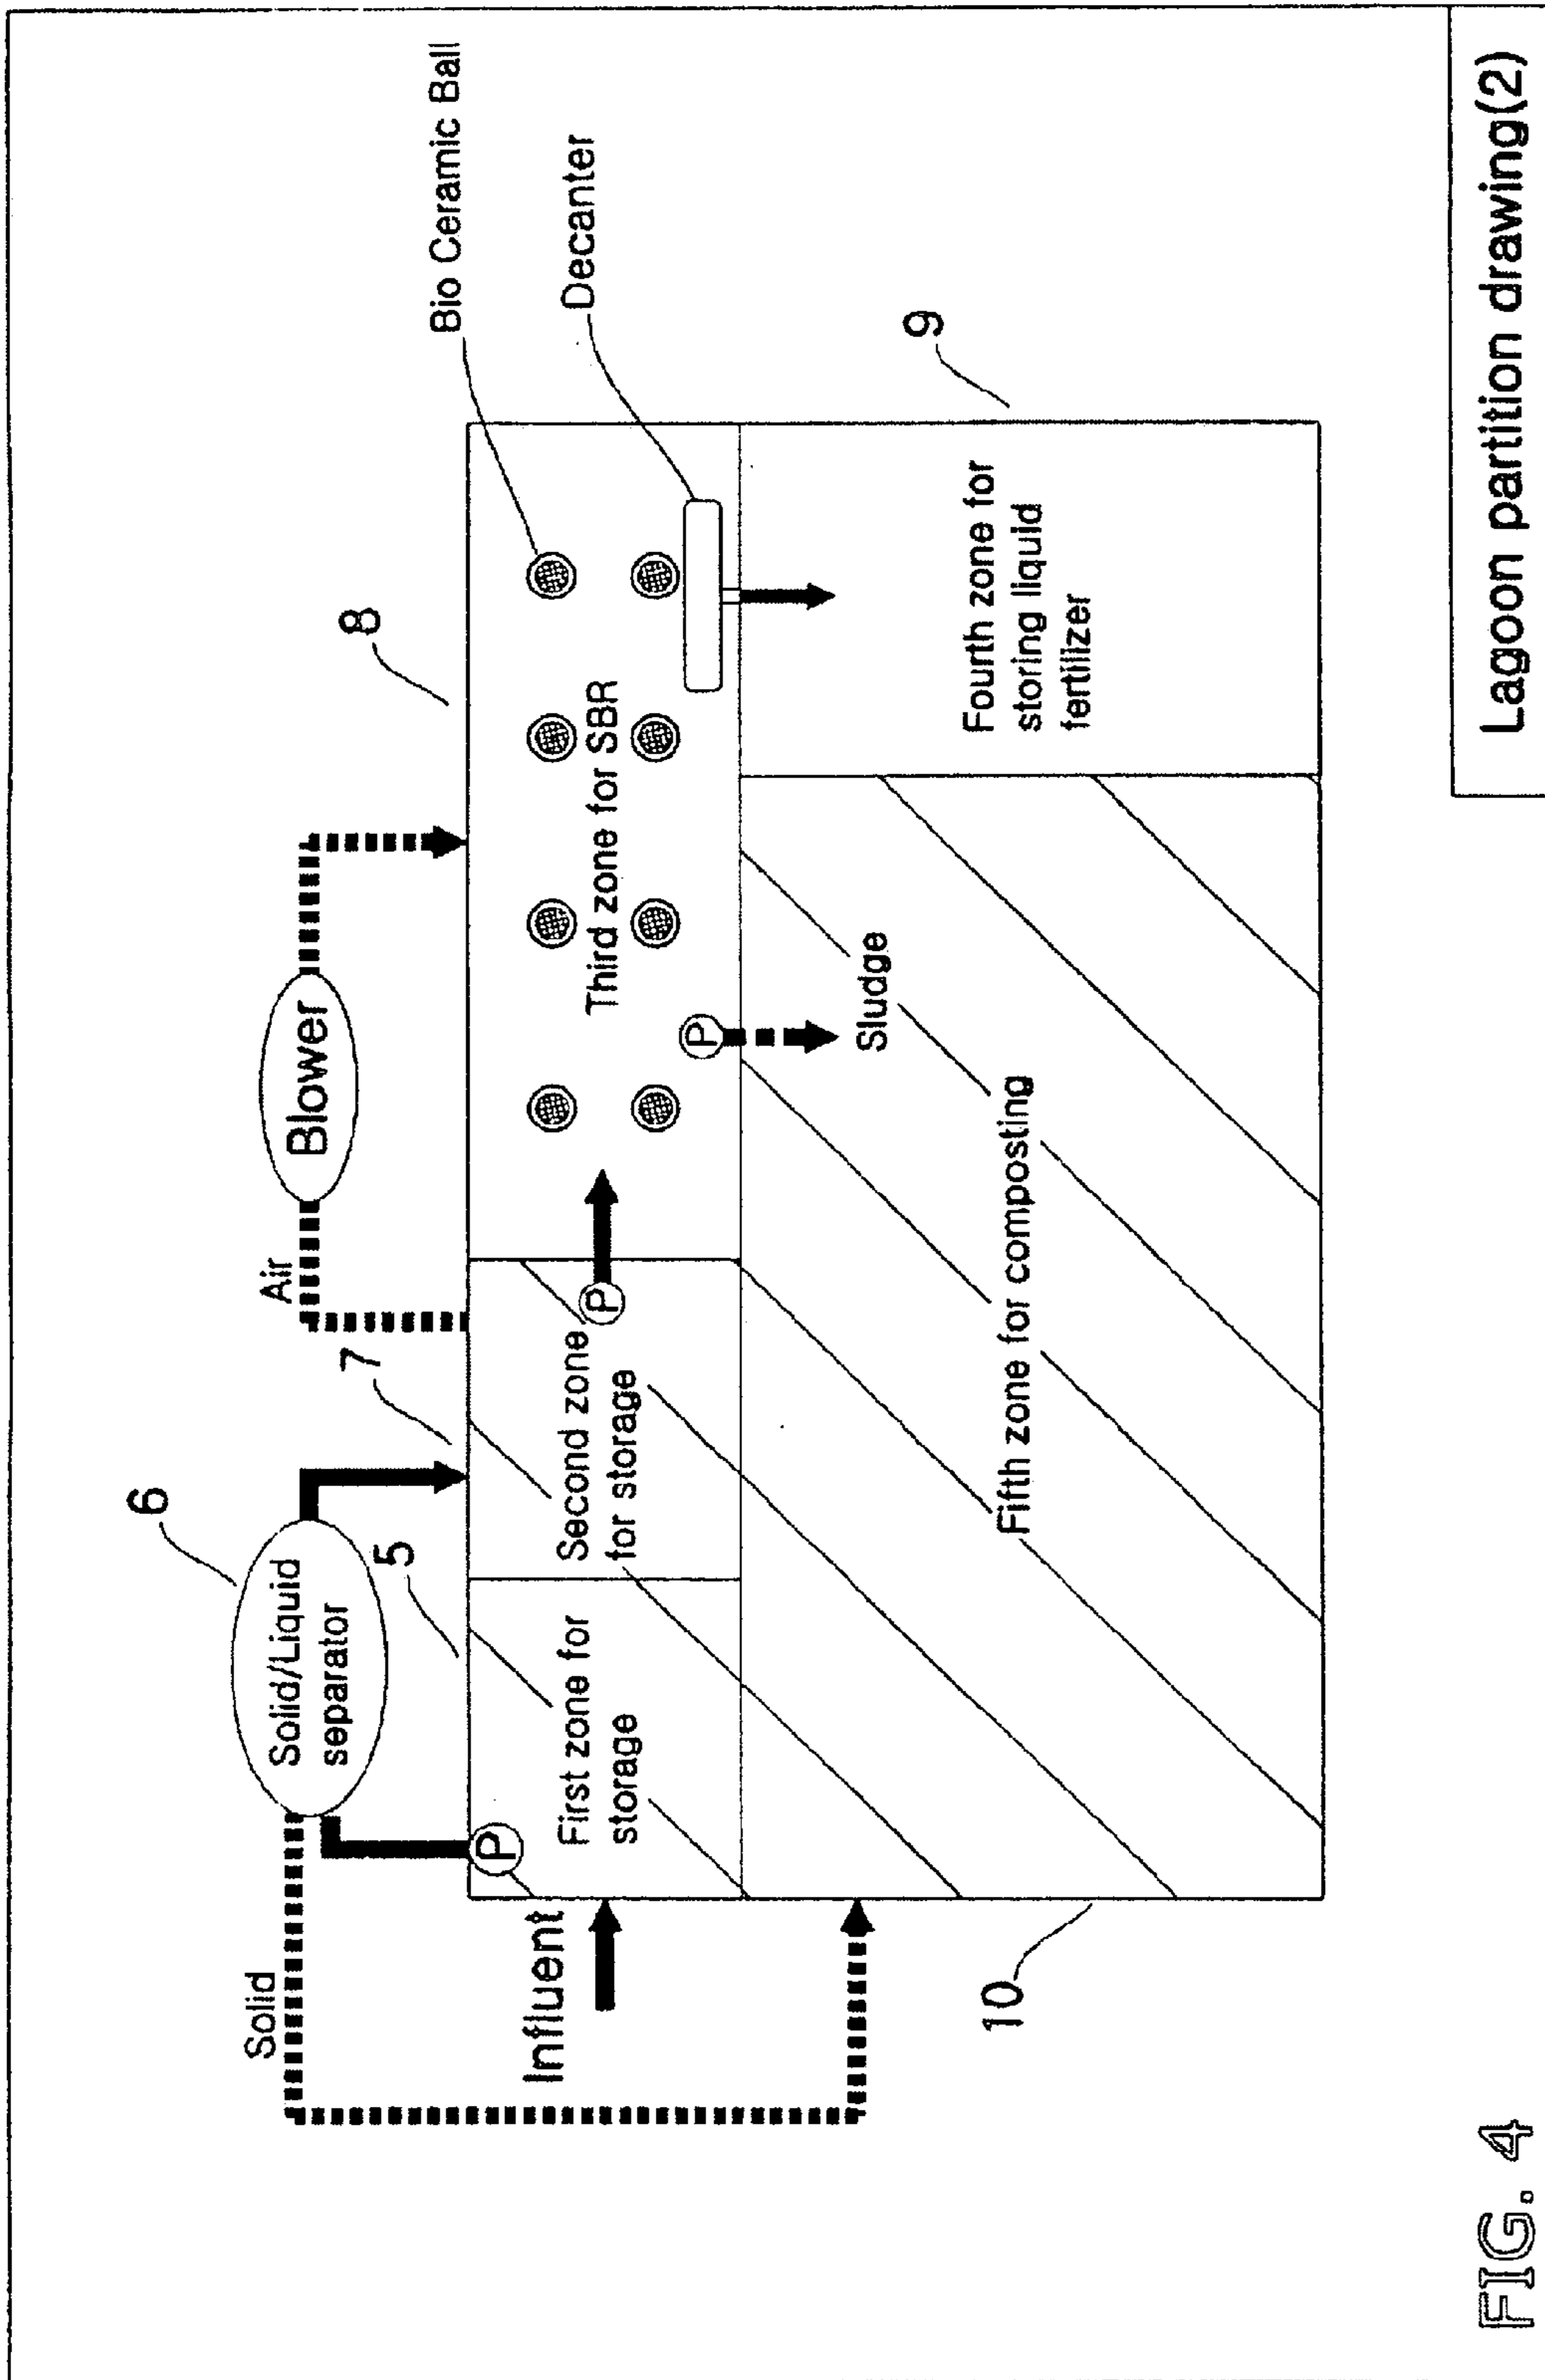 Bio Ceramic Ball
Decanter
6
Solid/Liquid
separator
Solid
Air
Blower
5
7
8
9
10
P
Influent
First zone for
storage
Second zone
for storage
P
Third zone for SBR
P
Sludge
Fourth zone for
storing liquid
fertilizer
Fifth zone for composting
FIG. 4
Lagoon partition drawing(2)